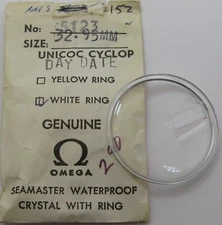 2152
No: 5123
SIZE: 32.95MM
UNICOC CYCLOP
DAY DATE
YELLOW RING
WHITE RING
GENUINE
Ω
OMEGA
SEAMASTER WATERPROOF
CRYSTAL WITH RING